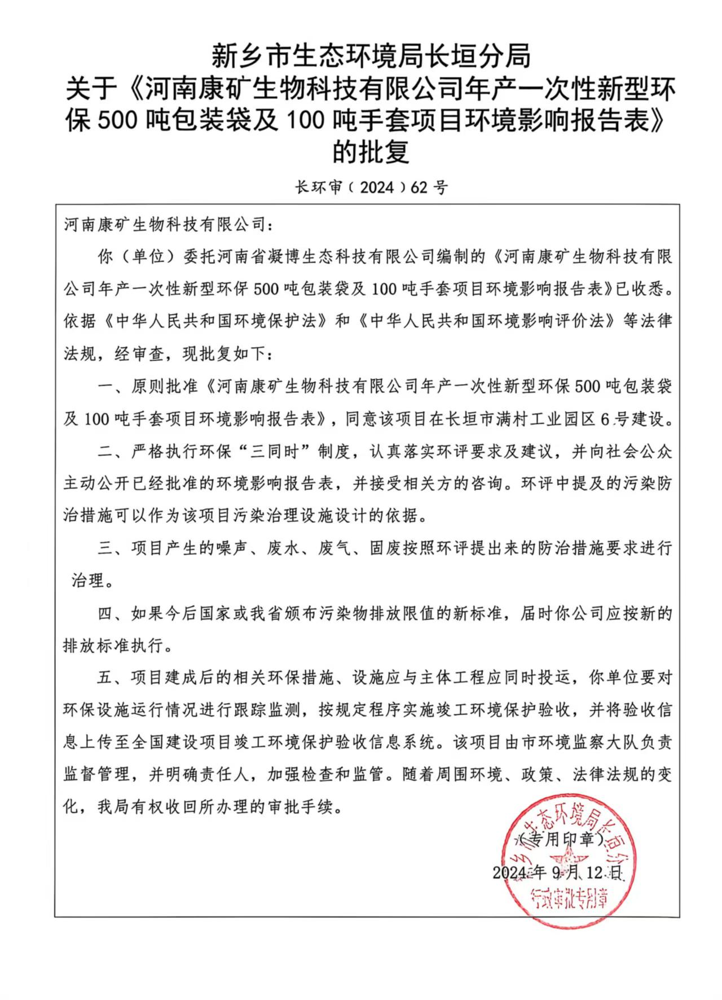 新乡市生态环境局长垣分局
关于《河南康矿生物科技有限公司年产一次性新型环
保 500 吨包装袋及 100 吨手套项目环境影响报告表》
的批复
长环审﹝2024﹞62 号
河南康矿生物科技有限公司：
你（单位）委托河南省凝博生态科技有限公司编制的《河南康矿生物科技有限
公司年产一次性新型环保 500 吨包装袋及 100 吨手套项目环境影响报告表》已收悉。
依据《中华人民共和国环境保护法》和《中华人民共和国环境影响评价法》等法律
法规，经审查，现批复如下：
一、原则批准《河南康矿生物科技有限公司年产一次性新型环保 500 吨包装袋
及 100 吨手套项目环境影响报告表》，同意该项目在长垣市满村工业园区 6 号建设。
二、严格执行环保“三同时”制度，认真落实环评要求及建议，并向社会公众
主动公开已经批准的环境影响报告表，并接受相关方的咨询。环评中提及的污染防
治措施可以作为该项目污染治理设施设计的依据。
三、项目产生的噪声、废水、废气、固废按照环评提出来的防治措施要求进行
治理。
四、如果今后国家或我省颁布污染物排放限值的新标准，届时你公司应按新的
排放标准执行。
五、项目建成后的相关环保措施、设施应与主体工程应同时投运，你单位要对
环保设施运行情况进行跟踪监测，按规定程序实施竣工环境保护验收，并将验收信
息上传至全国建设项目竣工环境保护验收信息系统。该项目由市环境监察大队负责
监督管理，并明确责任人，加强检查和监管。随着周围环境、政策、法律法规的变
化，我局有权收回所办理的审批手续。
乡市生态环境局长垣分
（专用印章）
2024 年 9 月 12 日
行政审批专用章